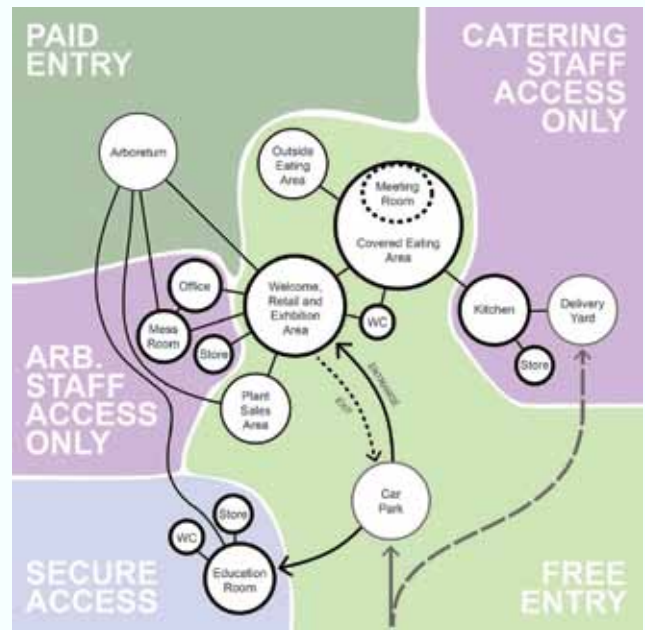 PAID
ENTRY
CATERING
STAFF
ACCESS
ONLY
Arboretum
Outside
Eating
Area
Meeting
Room
Covered Eating
Area
Office
Mess
Room
Store
Welcome,
Retail and
Exhibition
Area
WC
Kitchen
Delivery
Yard
Store
ARB.
STAFF
ACCESS
ONLY
Plant
Sales
Area
ENTRANCE
EXIT
Car
Park
Store
WC
Education
Room
SECURE
ACCESS
FREE
ENTRY